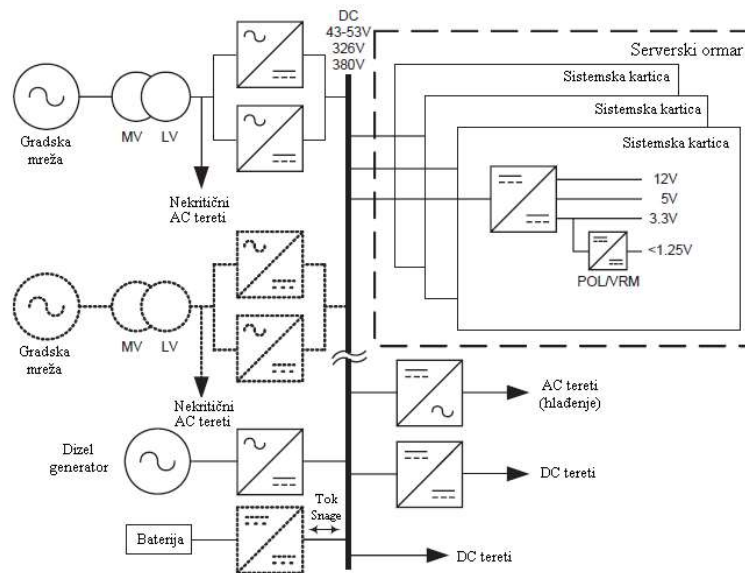 DC
43-53V
326V
380V
Serverski ormar
Sistemska kartica
Sistemska kartica
Sistemska kartica
12V
5V
3.3V
<1.25V
POL/VRM
Gradska
mreža
MV
LV
Nekritični
AC tereti
Gradska
mreža
MV
LV
Nekritični
AC tereti
AC tereti
(hlađenje)
Dizel
generator
DC tereti
Tok
Snage
Baterija
DC tereti